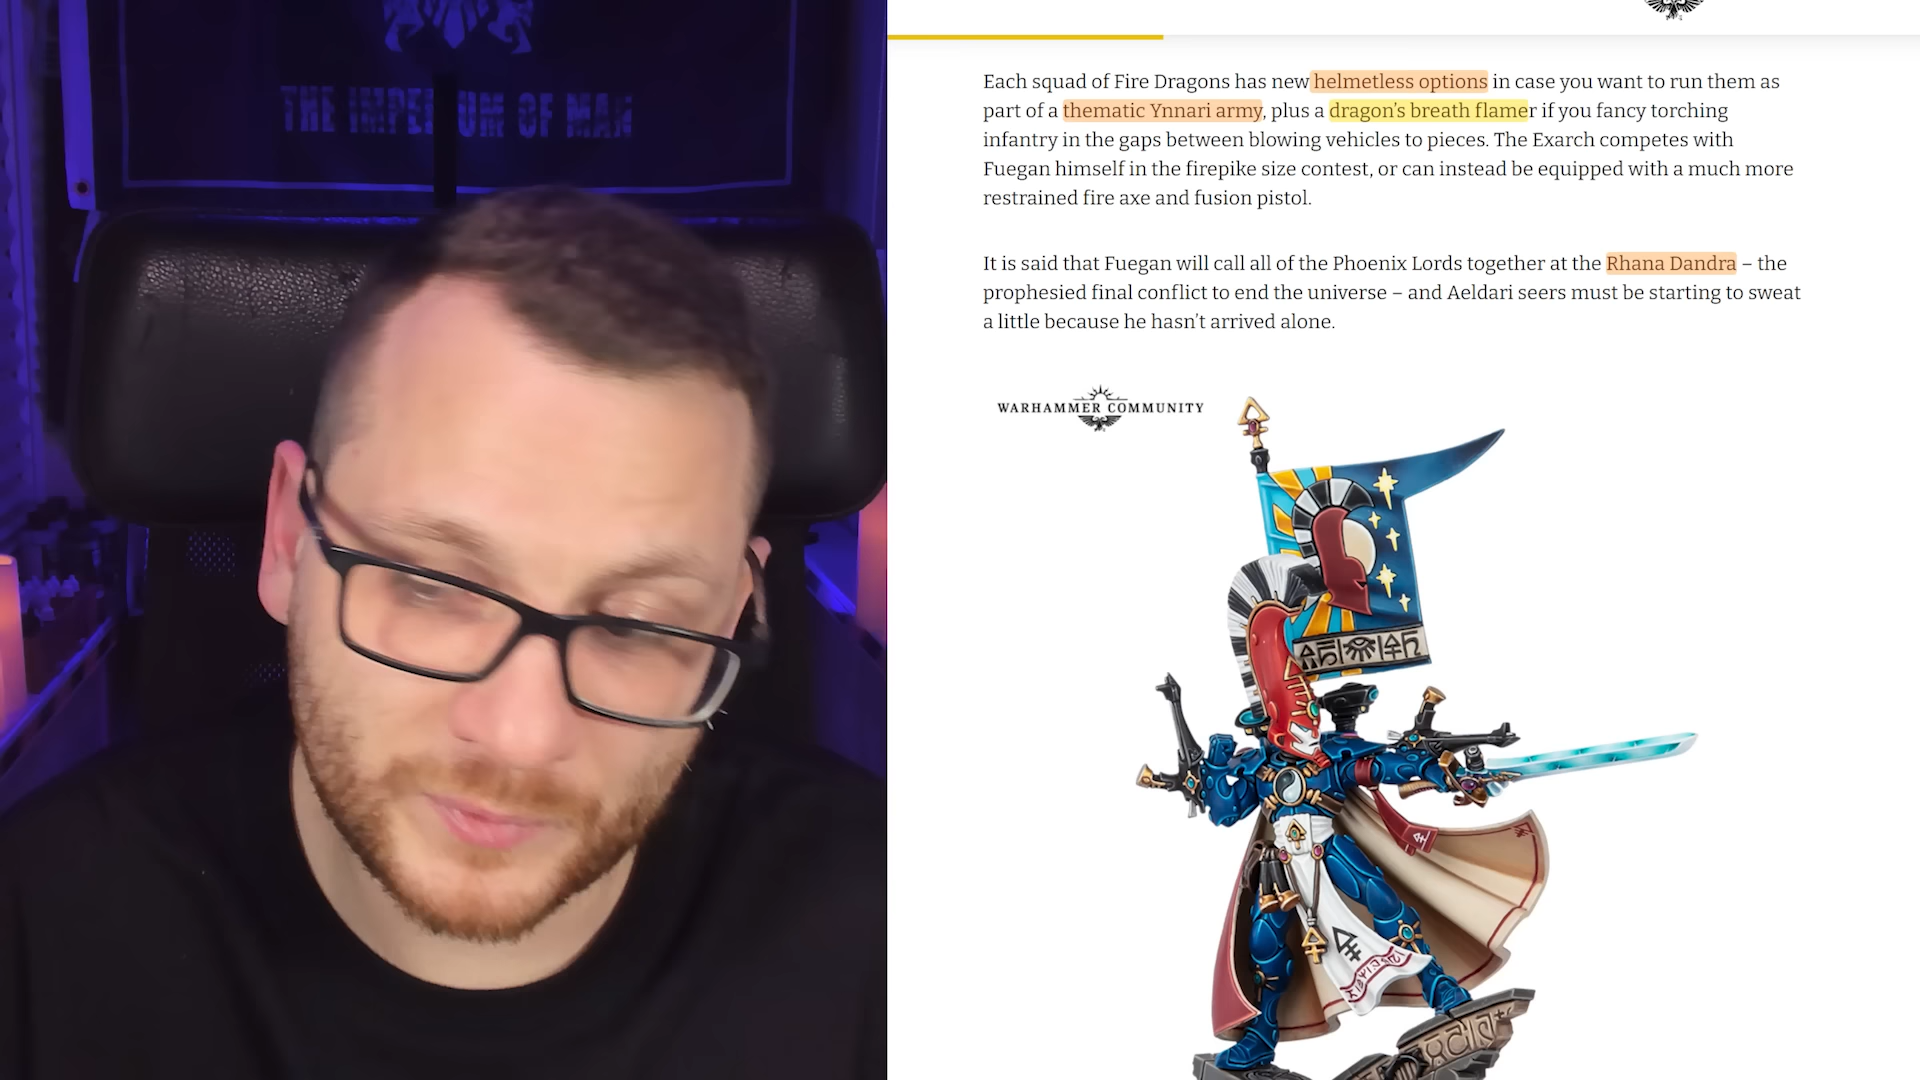 THE IMPERIUM OF MAN
Each squad of Fire Dragons has new helmetless options in case you want to run them as
part of a thematic Ynnari army, plus a dragon’s breath flamer if you fancy torching
infantry in the gaps between blowing vehicles to pieces. The Exarch competes with
Fuegan himself in the firepike size contest, or can instead be equipped with a much more
restrained fire axe and fusion pistol.
It is said that Fuegan will call all of the Phoenix Lords together at the Rhana Dandra – the
prophesied final conflict to end the universe – and Aeldari seers must be starting to sweat
a little because he hasn’t arrived alone.
WARHAMMER COMMUNITY